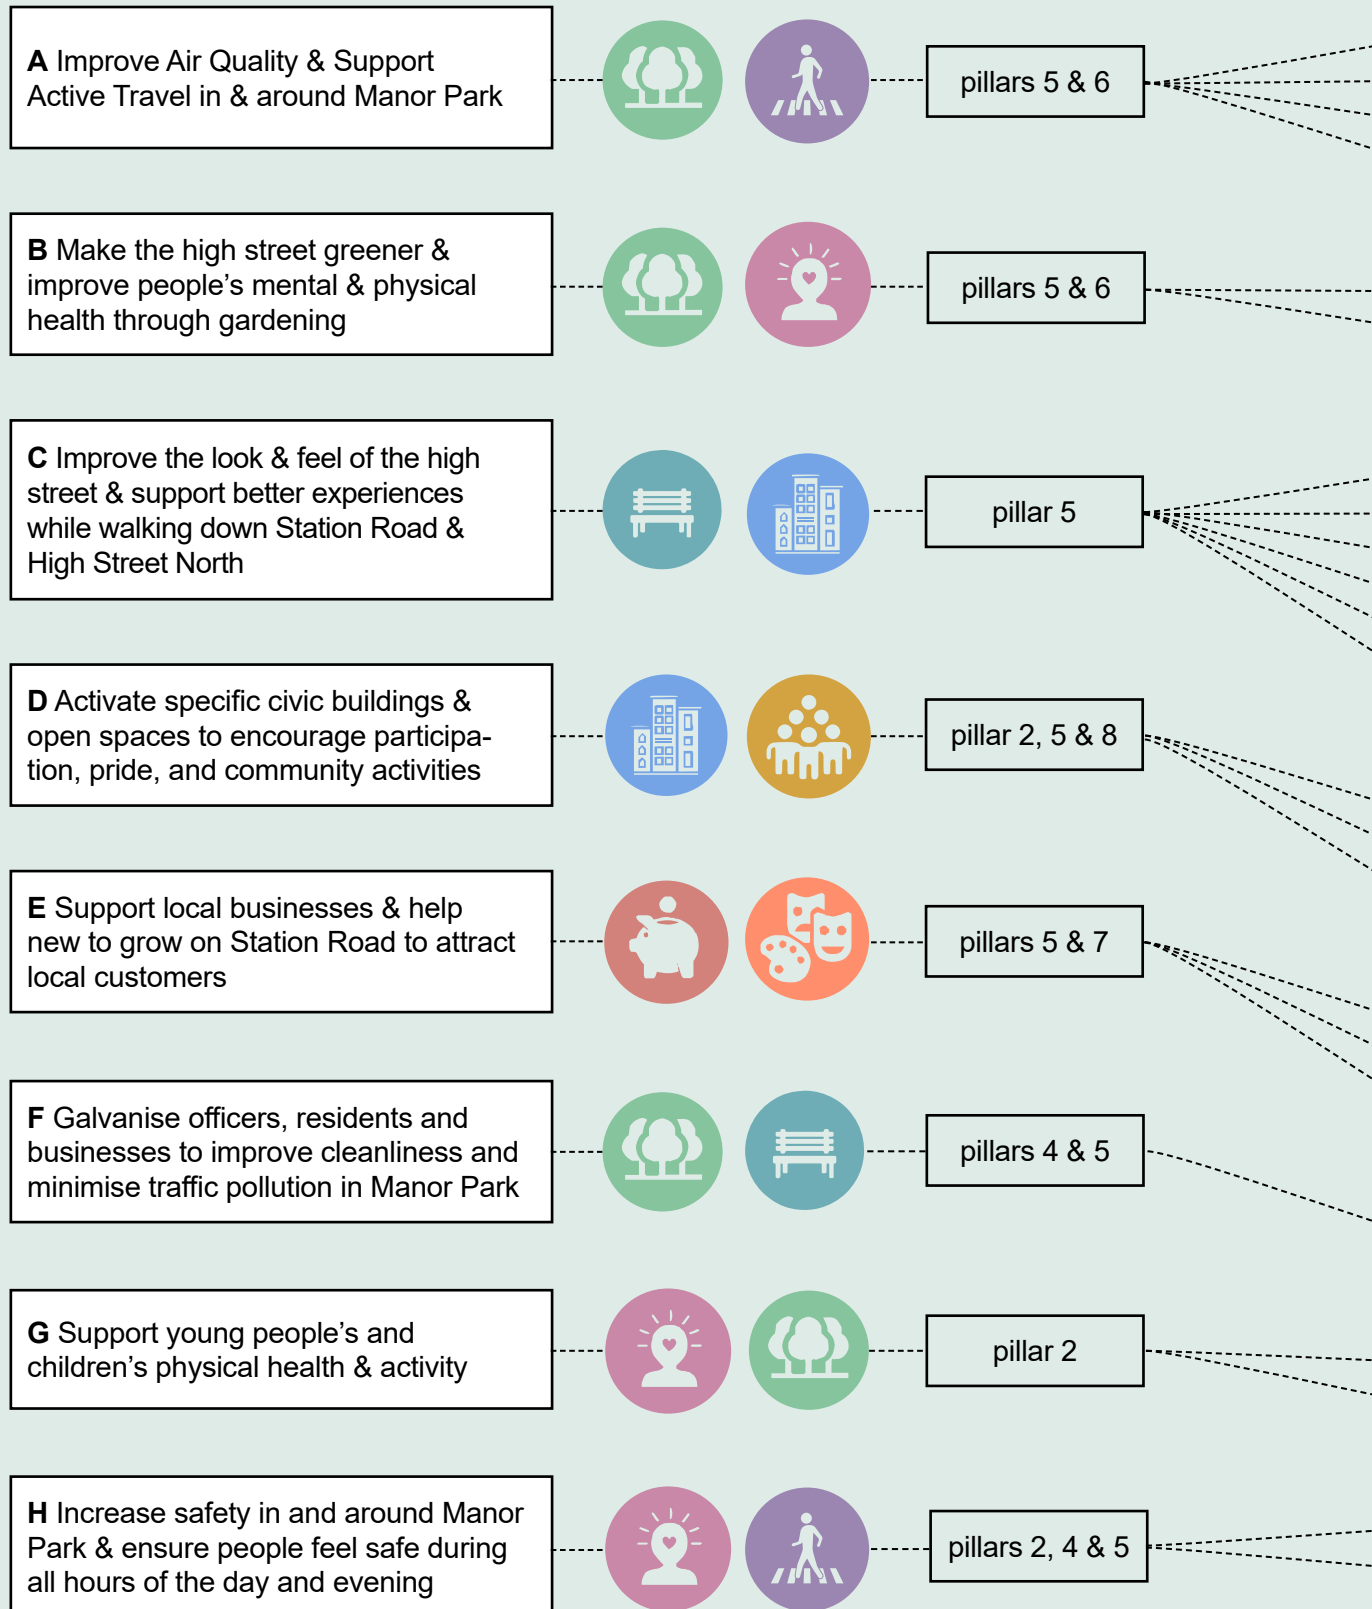 A Improve Air Quality & Support
Active Travel in & around Manor Park
pillars 5 & 6
B Make the high street greener &
improve people's mental & physical
health through gardening
pillars 5 & 6
C Improve the look & feel of the high
street & support better experiences
while walking down Station Road &
High Street North
pillar 5
D Activate specific civic buildings &
open spaces to encourage participa-
tion, pride, and community activities
pillar 2, 5 & 8
E Support local businesses & help
new to grow on Station Road to attract
local customers
pillars 5 & 7
F Galvanise officers, residents and
businesses to improve cleanliness and
minimise traffic pollution in Manor Park
pillars 4 & 5
G Support young people's and
children's physical health & activity
pillar 2
H Increase safety in and around Manor
Park & ensure people feel safe during
all hours of the day and evening
pillars 2, 4 & 5